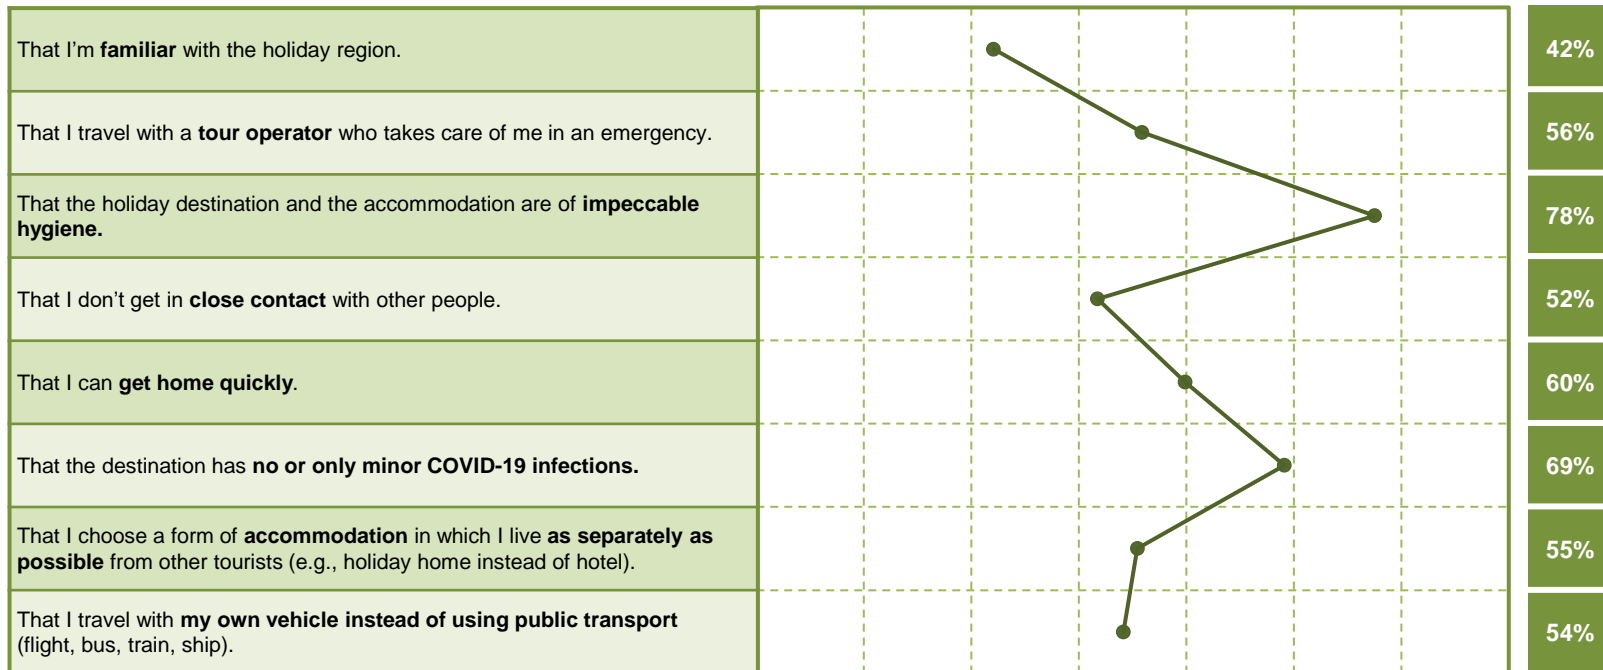 That I’m familiar with the holiday region.
42%
That I travel with a tour operator who takes care of me in an emergency.
56%
That the holiday destination and the accommodation are of impeccable
hygiene.
78%
That I don’t get in close contact with other people.
52%
That I can get home quickly.
60%
That the destination has no or only minor COVID-19 infections.
69%
That I choose a form of accommodation in which I live as separately as
possible from other tourists (e.g., holiday home instead of hotel).
55%
That I travel with my own vehicle instead of using public transport
(flight, bus, train, ship).
54%